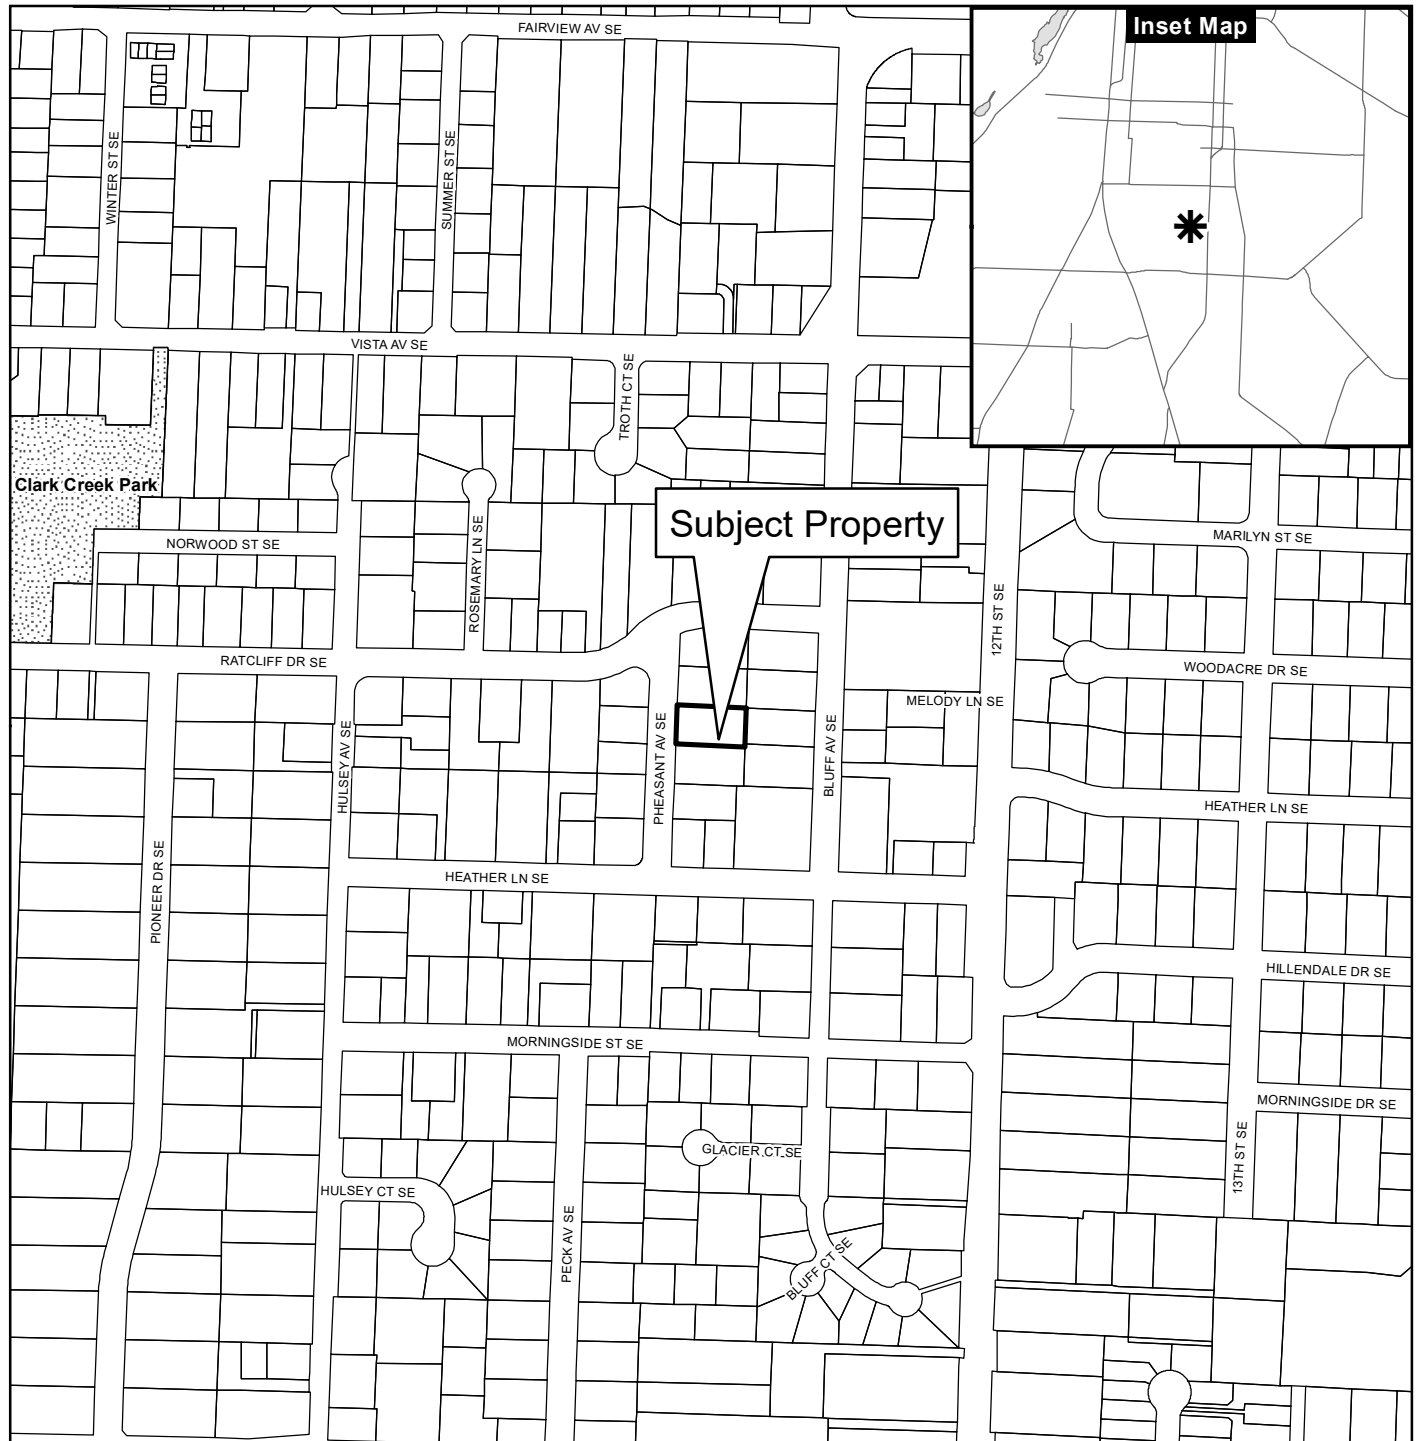 FAIRVIEW AV SE
Inset Map
WINTER ST SE
SUMMER ST SE
VISTA AV SE
TROTH CT SE
Clark Creek Park
Subject Property
NORWOOD ST SE
ROSEMARY LN SE
MARILYN ST SE
12TH ST SE
RATCLIFF DR SE
WOODACRE DR SE
MELODY LN SE
HULSEY AV SE
PHEASANT AV SE
BLUFF AV SE
HEATHER LN SE
PIONEER DR SE
HEATHER LN SE
HILLENDALE DR SE
MORNINGSIDE ST SE
MORNINGSIDE DR SE
GLACIER CT SE
13TH ST SE
HULSEY CT SE
PECK AV SE
BLUFF CT SE